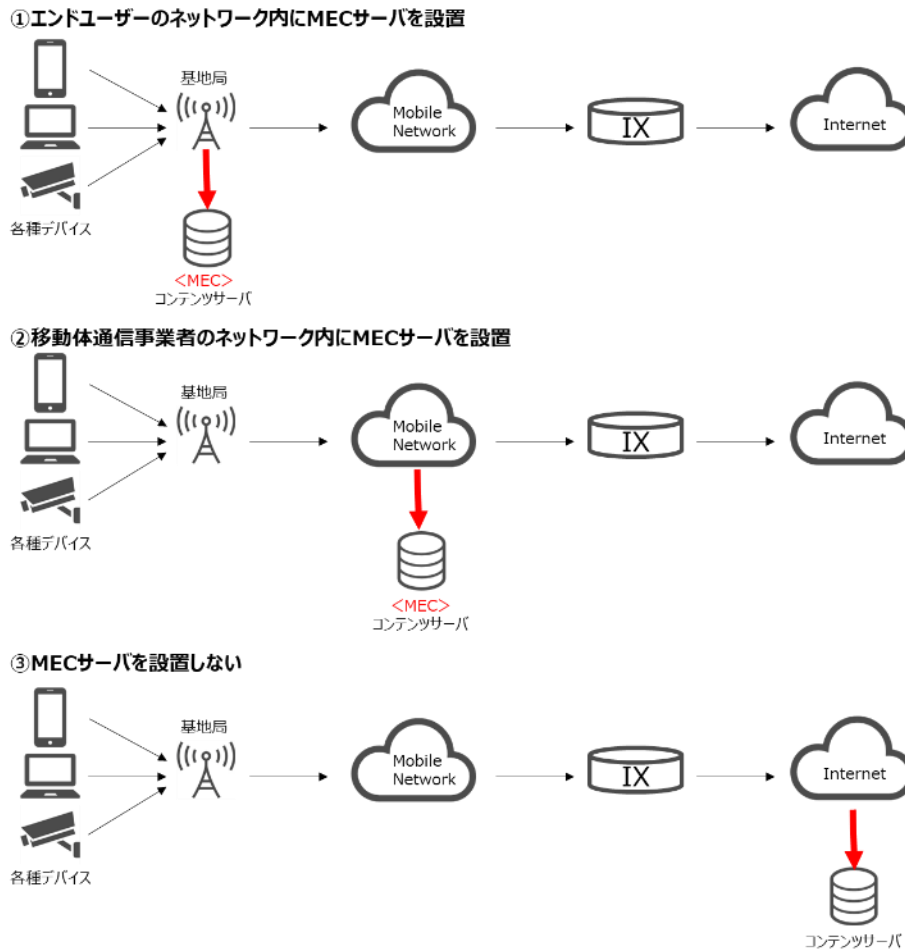 ①エンドユーザーのネットワーク内にMECサーバを設置
基地局
Mobile
Network
IX
Internet
各種デバイス
<MEC>
コンテンツサーバ
②移動体通信事業者のネットワーク内にMECサーバを設置
基地局
Mobile
Network
IX
Internet
各種デバイス
<MEC>
コンテンツサーバ
③MECサーバを設置しない
基地局
Mobile
Network
IX
Internet
各種デバイス
コンテンツサーバ